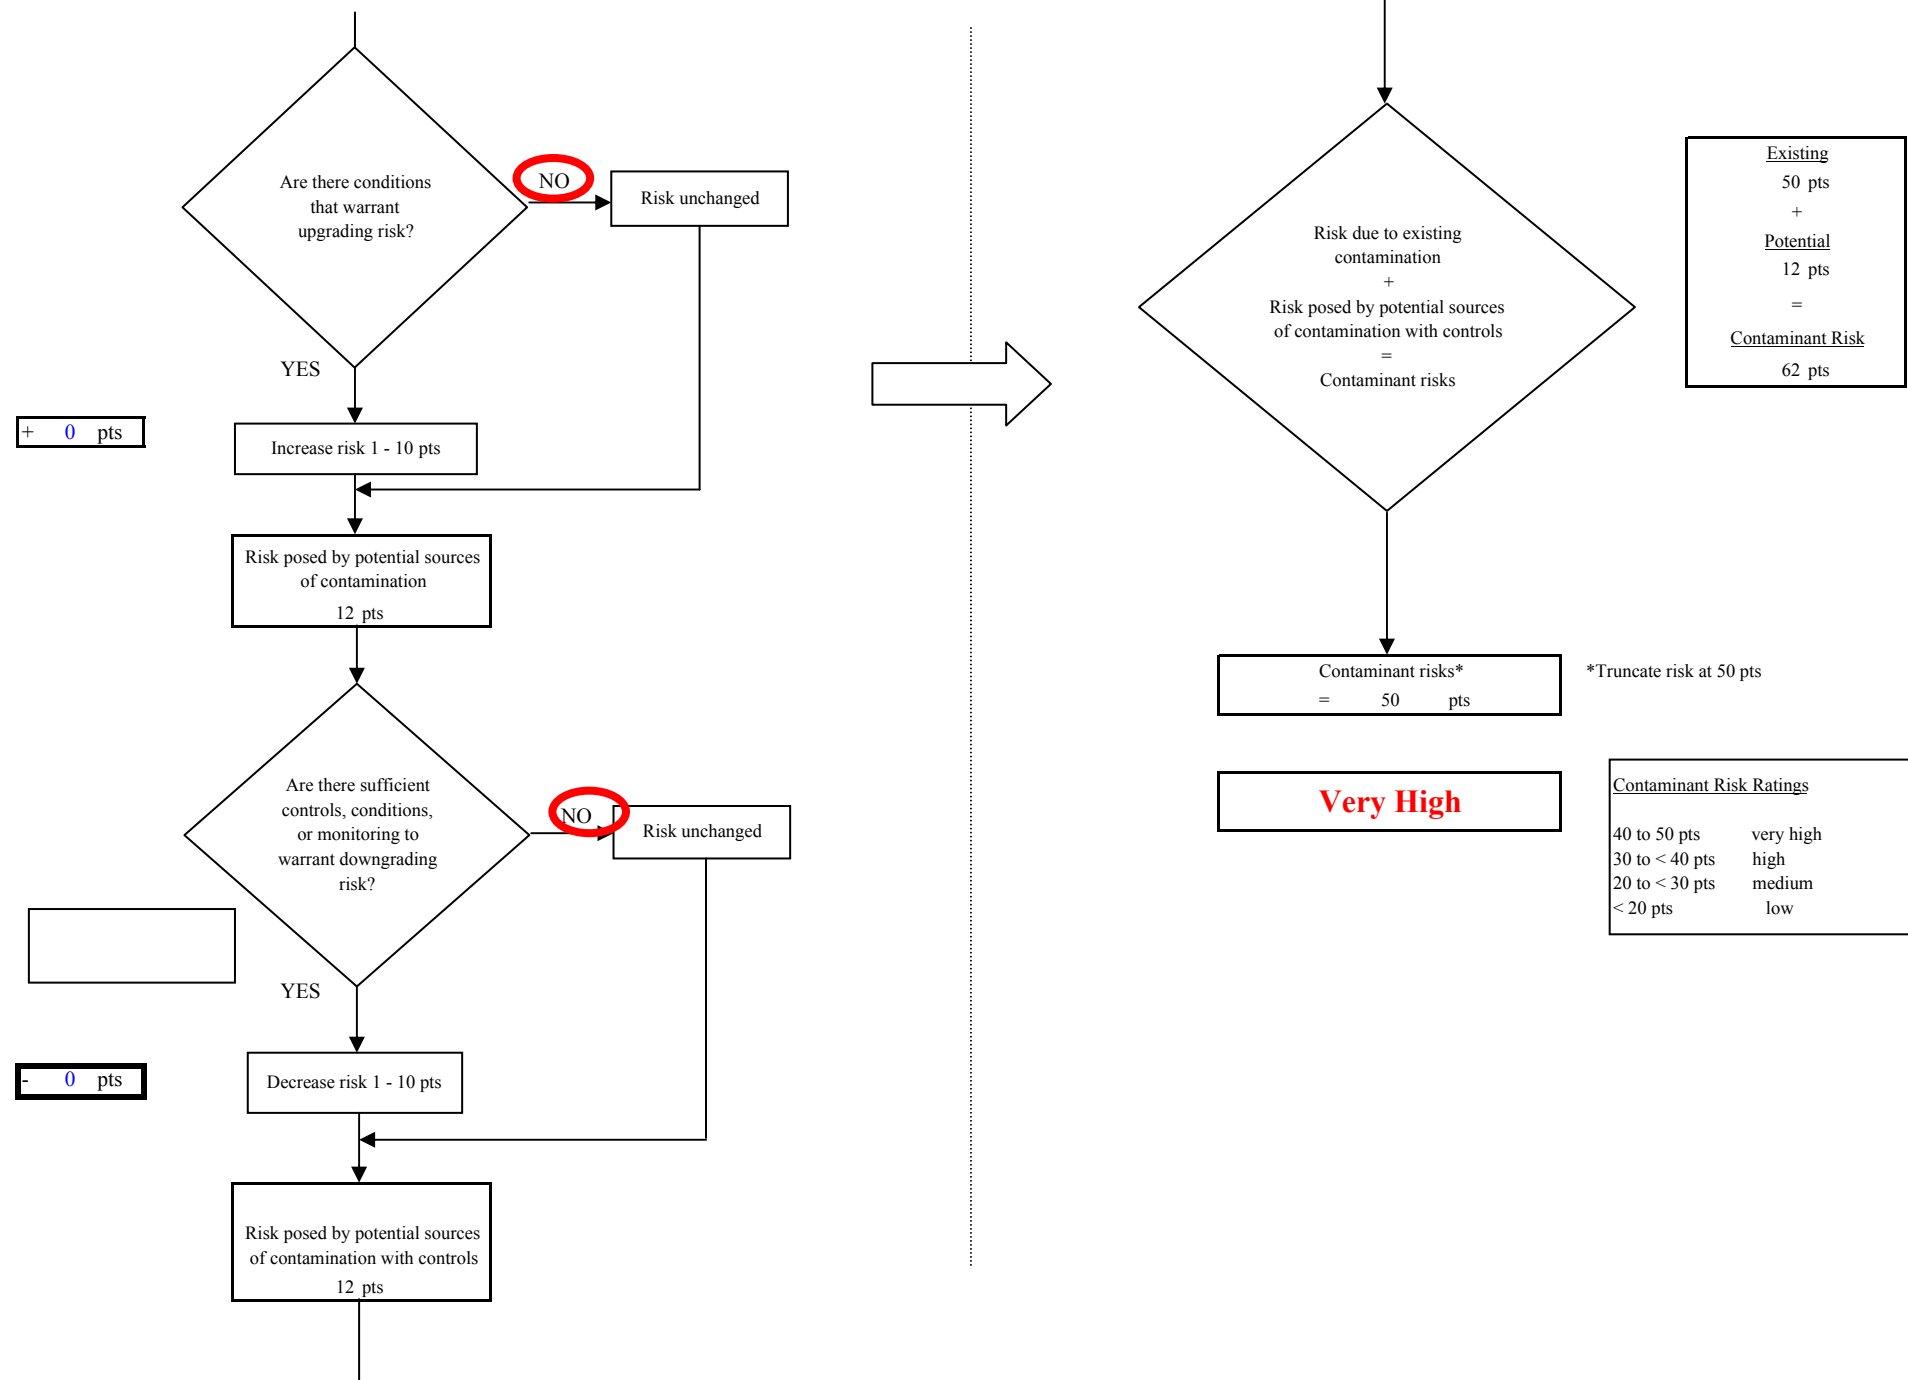 Are there conditions
that warrant
upgrading risk?
NO
Risk unchanged
YES
+ 0 pts
Increase risk 1 - 10 pts
Risk posed by potential sources
of contamination
12 pts
Are there sufficient
controls, conditions,
or monitoring to
warrant downgrading
risk?
NO
Risk unchanged
YES
- 0 pts
Decrease risk 1 - 10 pts
Risk posed by potential sources
of contamination with controls
12 pts
Risk due to existing
contamination
+
Risk posed by potential sources
of contamination with controls
=
Contaminant risks
Existing
50 pts
+
Potential
12 pts
=
Contaminant Risk
62 pts
Contaminant risks*
= 50 pts
*Truncate risk at 50 pts
Very High
Contaminant Risk Ratings
40 to 50 pts very high
30 to < 40 pts high
20 to < 30 pts medium
< 20 pts low